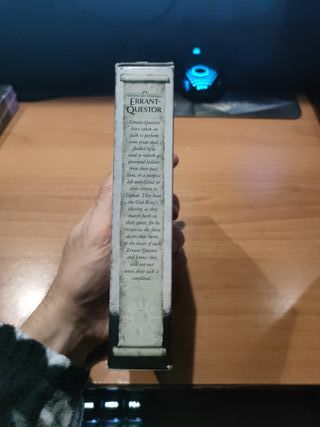 ERRANT-
QUESTOR
Errant-Questors
have taken an
oath to perform
some great deed,
fuelled by a
need to redeem a
perceived failure
from their past
lives, or a purpose
left unfulfilled in
their service to
Sigmar. They bear
the God-King's
blessing as they
march forth on
their quest, for he
recognises the fierce
desire that burns
at the heart of each
Errant-Questor
and knows they
will not rest
until their task is
completed.